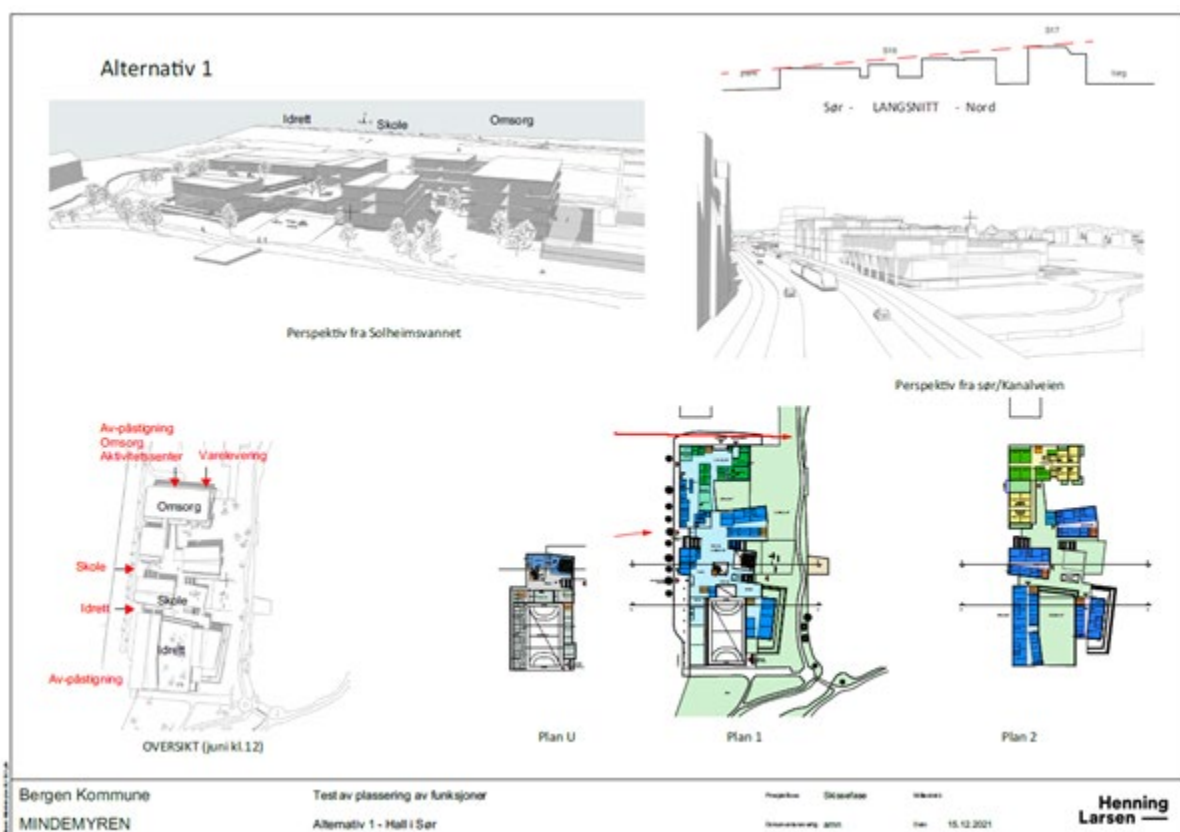 Alternativ 1
S17
S16
Sør - LANGSNITT - Nord
Idrett
Skole
Omsorg
Perspektiv fra Solheimsvannet
Perspektiv fra sør/Kanalveien
Av-påstigning
Omsorg
Aktivitetssenter
Varelevering
Omsorg
Skole
Skole
Idrett
Idrett
Av-påstigning
OVERSIKT (juni kl.12)
Plan U
Plan 1
Plan 2
Bergen Kommune
MINDEMYREN
Test av plassering av funksjoner
Alternativ 1 - Hall i Sør
Skissefase
15.12.2021
Henning
Larsen